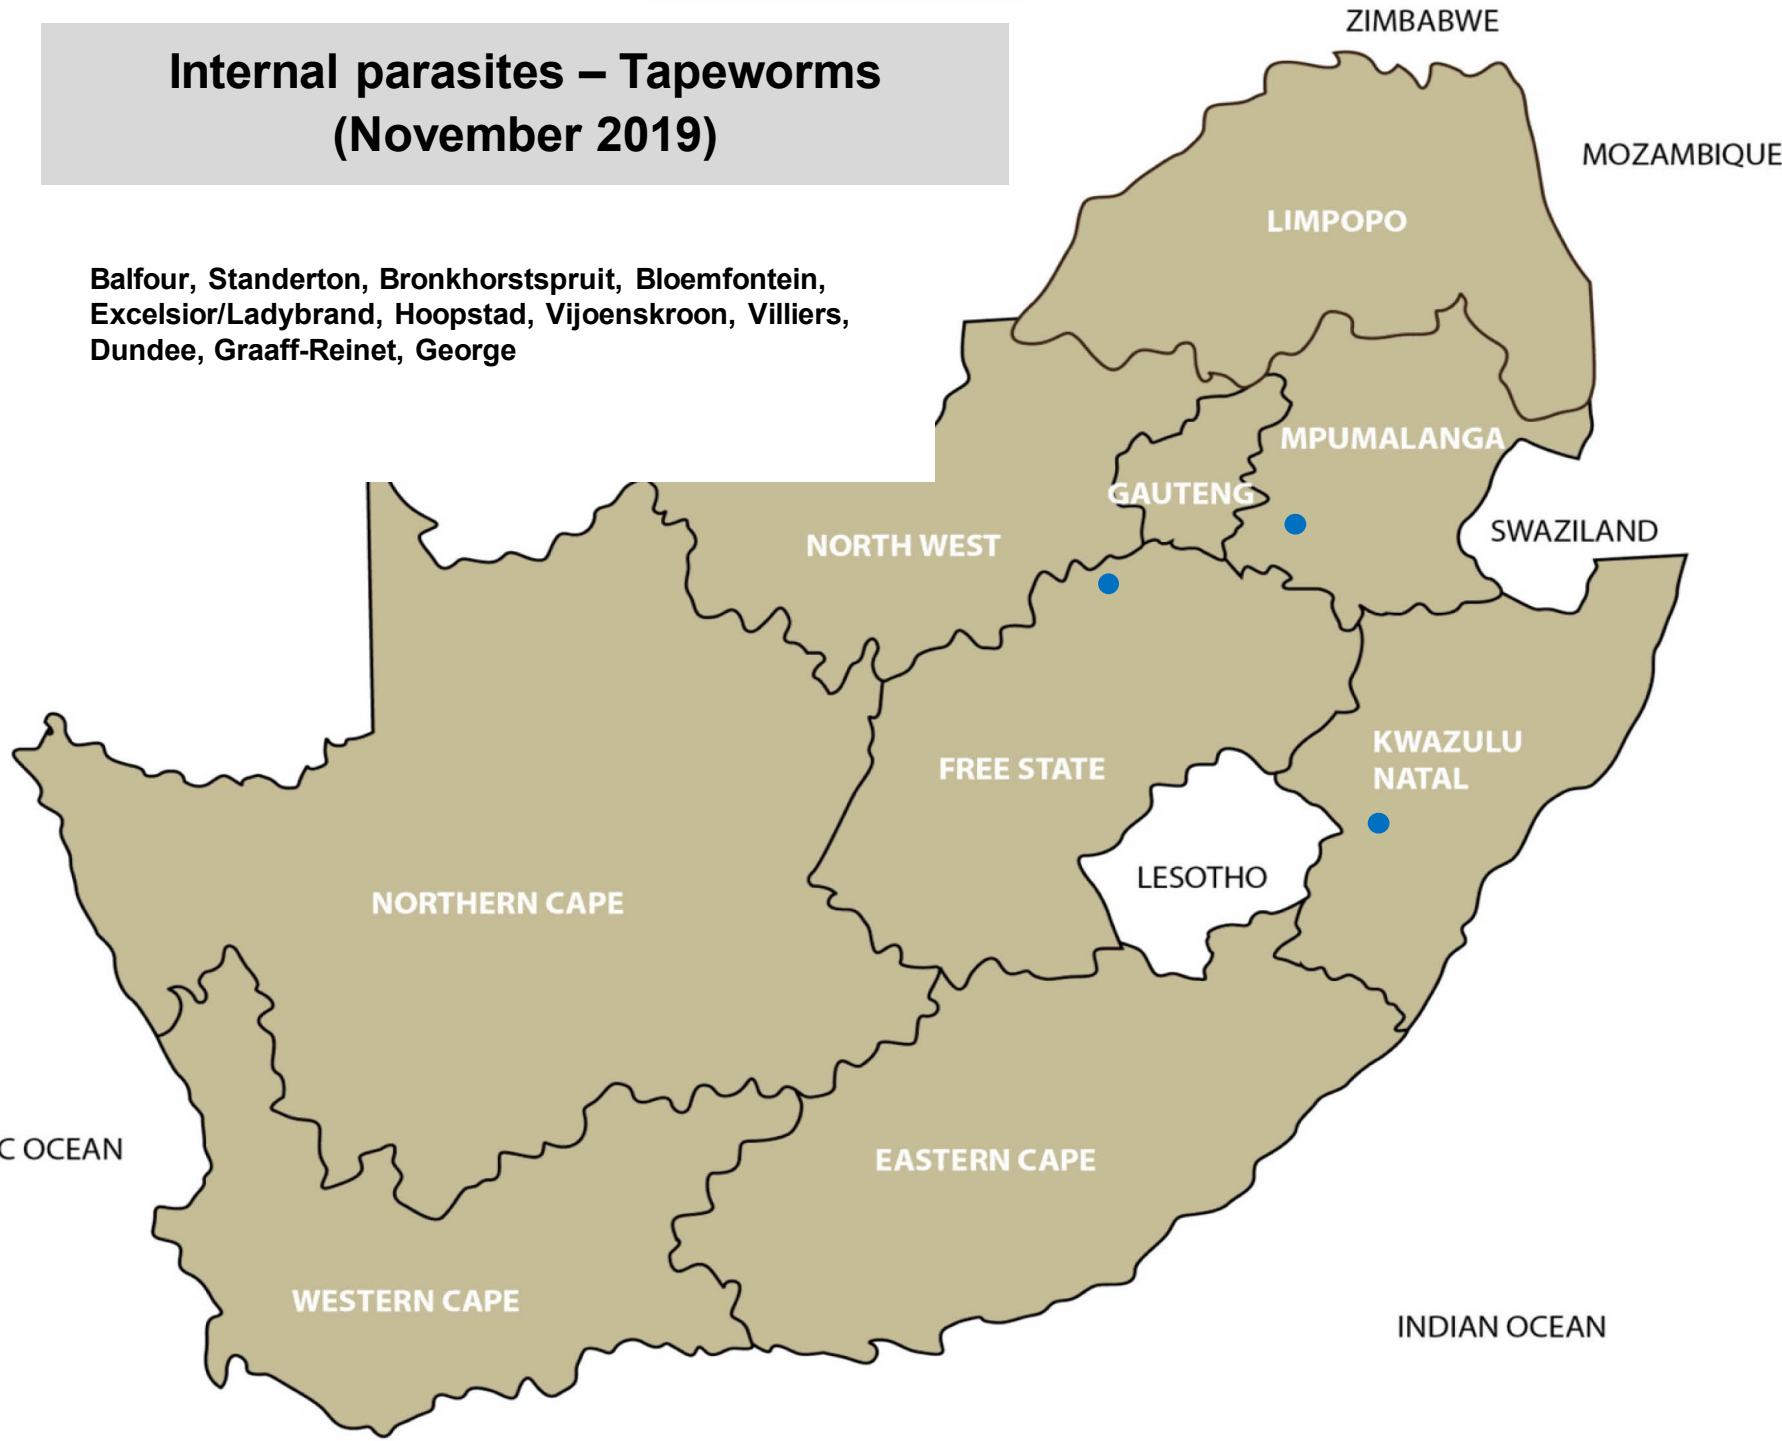 Internal parasites – Tapeworms
(November 2019)
Balfour, Standerton, Bronkhorstspruit, Bloemfontein,
Excelsior/Ladybrand, Hoopstad, Vijoenskroon, Villiers,
Dundee, Graaff-Reinet, George
ZIMBABWE
MOZAMBIQUE
LIMPOPO
MPUMALANGA
GAUTENG
SWAZILAND
NORTH WEST
KWAZULU
NATAL
FREE STATE
LESOTHO
NORTHERN CAPE
C OCEAN
EASTERN CAPE
WESTERN CAPE
INDIAN OCEAN